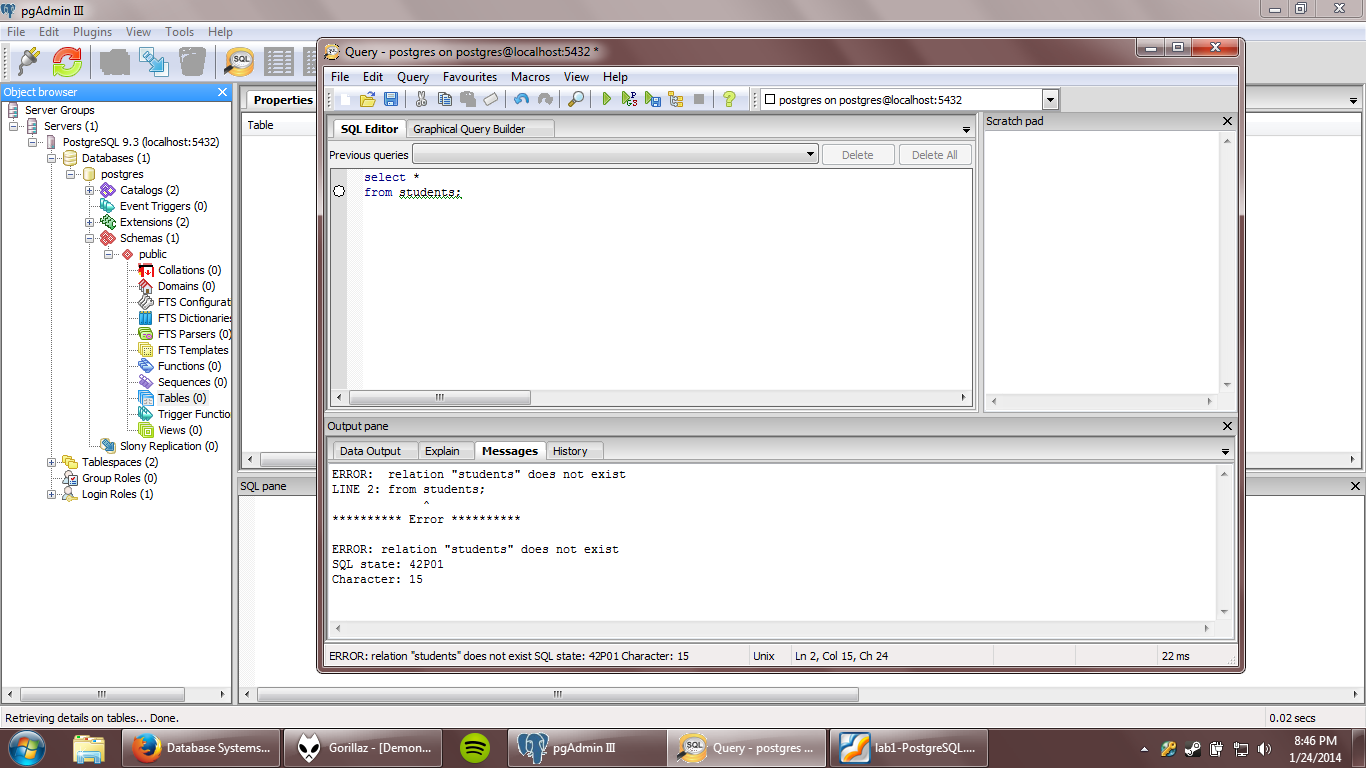 pgAdmin III
File Edit Plugins View Tools Help
SQL
Object browser
Server Groups
Servers (1)
PostgreSQL 9.3 (localhost:5432)
Databases (1)
postgres
Catalogs (2)
Event Triggers (0)
Extensions (2)
Schemas (1)
public
Collations (0)
Domains (0)
FTS Configurat
FTS Dictionaries
FTS Parsers (0)
FTS Templates
Functions (0)
Sequences (0)
Tables (0)
Trigger Functio
Views (0)
Slony Replication (0)
Tablespaces (2)
Group Roles (0)
Login Roles (1)
Properties
Table
SQL pane
Query - postgres on postgres@localhost:5432 *
File Edit Query Favourites Macros View Help
postgres on postgres@localhost:5432
SQL Editor Graphical Query Builder
Previous queries Delete Delete All
select *
from students;
Scratch pad
Output pane
Data Output Explain Messages History
ERROR:  relation "students" does not exist
LINE 2: from students;
^
********** Error **********
ERROR: relation "students" does not exist
SQL state: 42P01
Character: 15
ERROR: relation "students" does not exist SQL state: 42P01 Character: 15 Unix Ln 2, Col 15, Ch 24 22 ms
Retrieving details on tables... Done. 0.02 secs
Database Systems... Gorillaz - [Demon... pgAdmin III Query - postgres ... lab1-PostgreSQL....
8:46 PM
1/24/2014